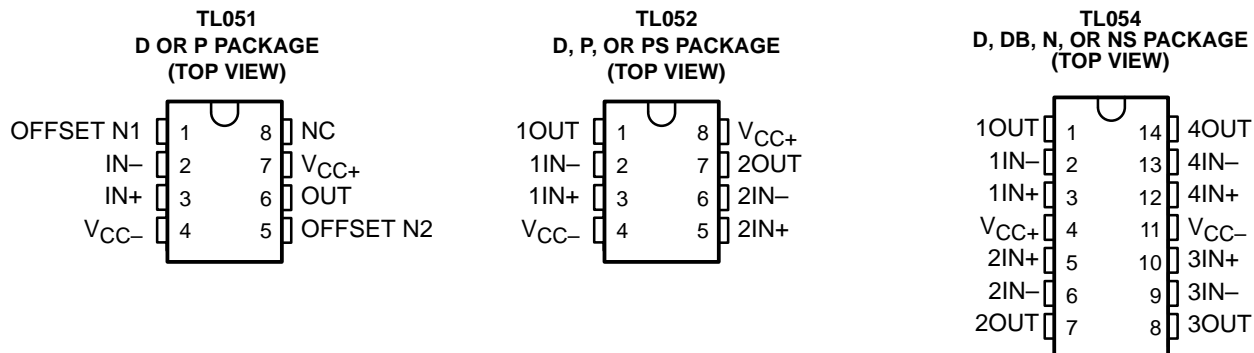 TL051
D OR P PACKAGE
(TOP VIEW)
OFFSET N1 1 8 NC
IN– 2 7 VCC+
IN+ 3 6 OUT
VCC– 4 5 OFFSET N2
TL052
D, P, OR PS PACKAGE
(TOP VIEW)
1OUT 1 8 VCC+
1IN– 2 7 2OUT
1IN+ 3 6 2IN–
VCC– 4 5 2IN+
TL054
D, DB, N, OR NS PACKAGE
(TOP VIEW)
1OUT 1 14 4OUT
1IN– 2 13 4IN–
1IN+ 3 12 4IN+
VCC+ 4 11 VCC–
2IN+ 5 10 3IN+
2IN– 6 9 3IN–
2OUT 7 8 3OUT